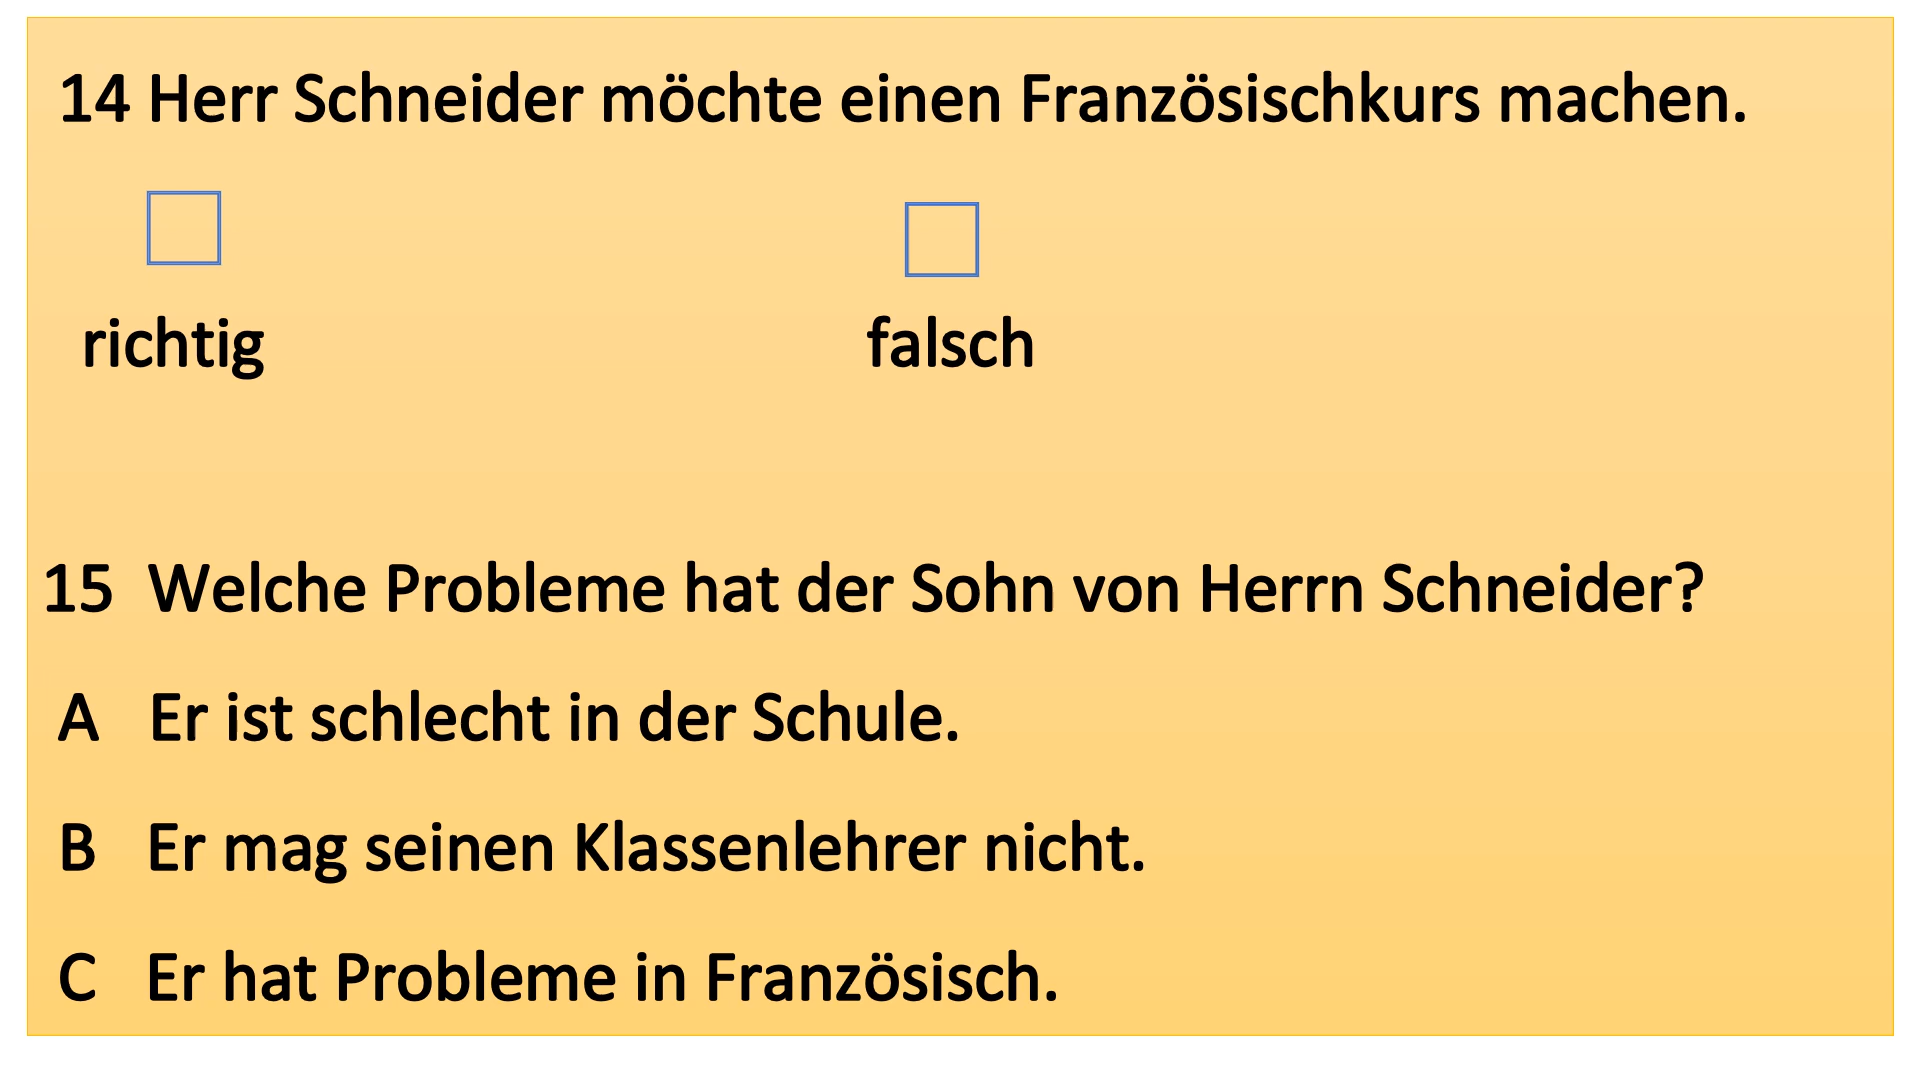 14 Herr Schneider möchte einen Französischkurs machen.
richtig falsch
15 Welche Probleme hat der Sohn von Herrn Schneider?
A Er ist schlecht in der Schule.
B Er mag seinen Klassenlehrer nicht.
C Er hat Probleme in Französisch.